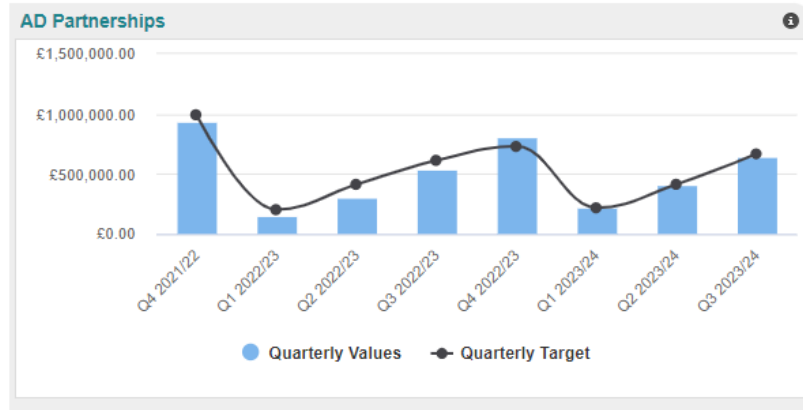 AD Partnerships
£1,500,000.00
£1,000,000.00
£500,000.00
£0.00
Q4 2021/22
Q1 2022/23
Q2 2022/23
Q3 2022/23
Q4 2022/23
Q1 2023/24
Q2 2023/24
Q3 2023/24
Quarterly Values
Quarterly Target